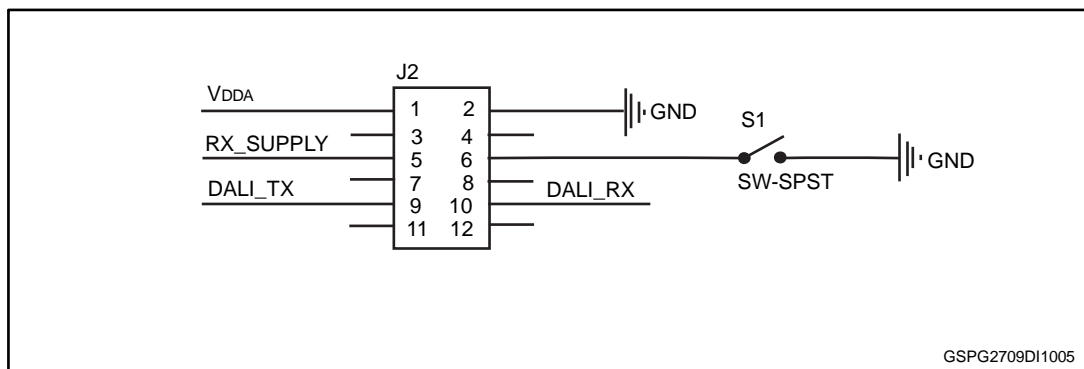 J2
VDDA
1 2
GND
S1
3 4
RX_SUPPLY
5 6
GND
SW-SPST
7 8
DALI_TX
DALI_RX
9 10
11 12
GSPG2709DI1005